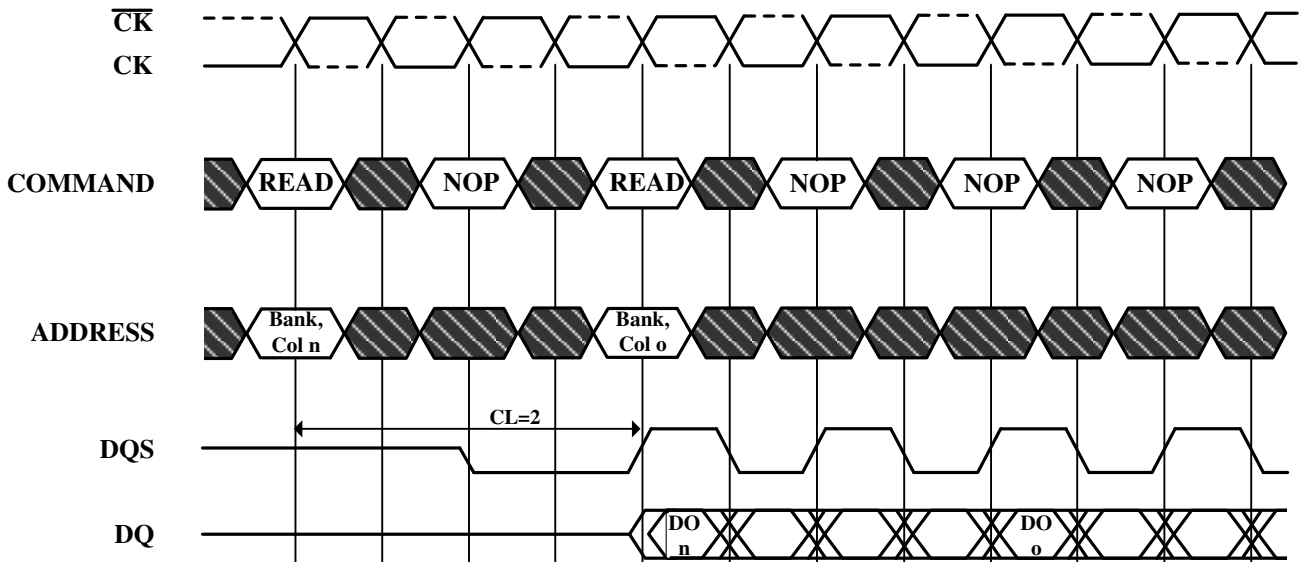 C̅K̅
CK
COMMAND
READ
NOP
READ
NOP
NOP
NOP
ADDRESS
Bank,
Col n
Bank,
Col o
CL=2
DQS
DQ
DO
n
DO
o